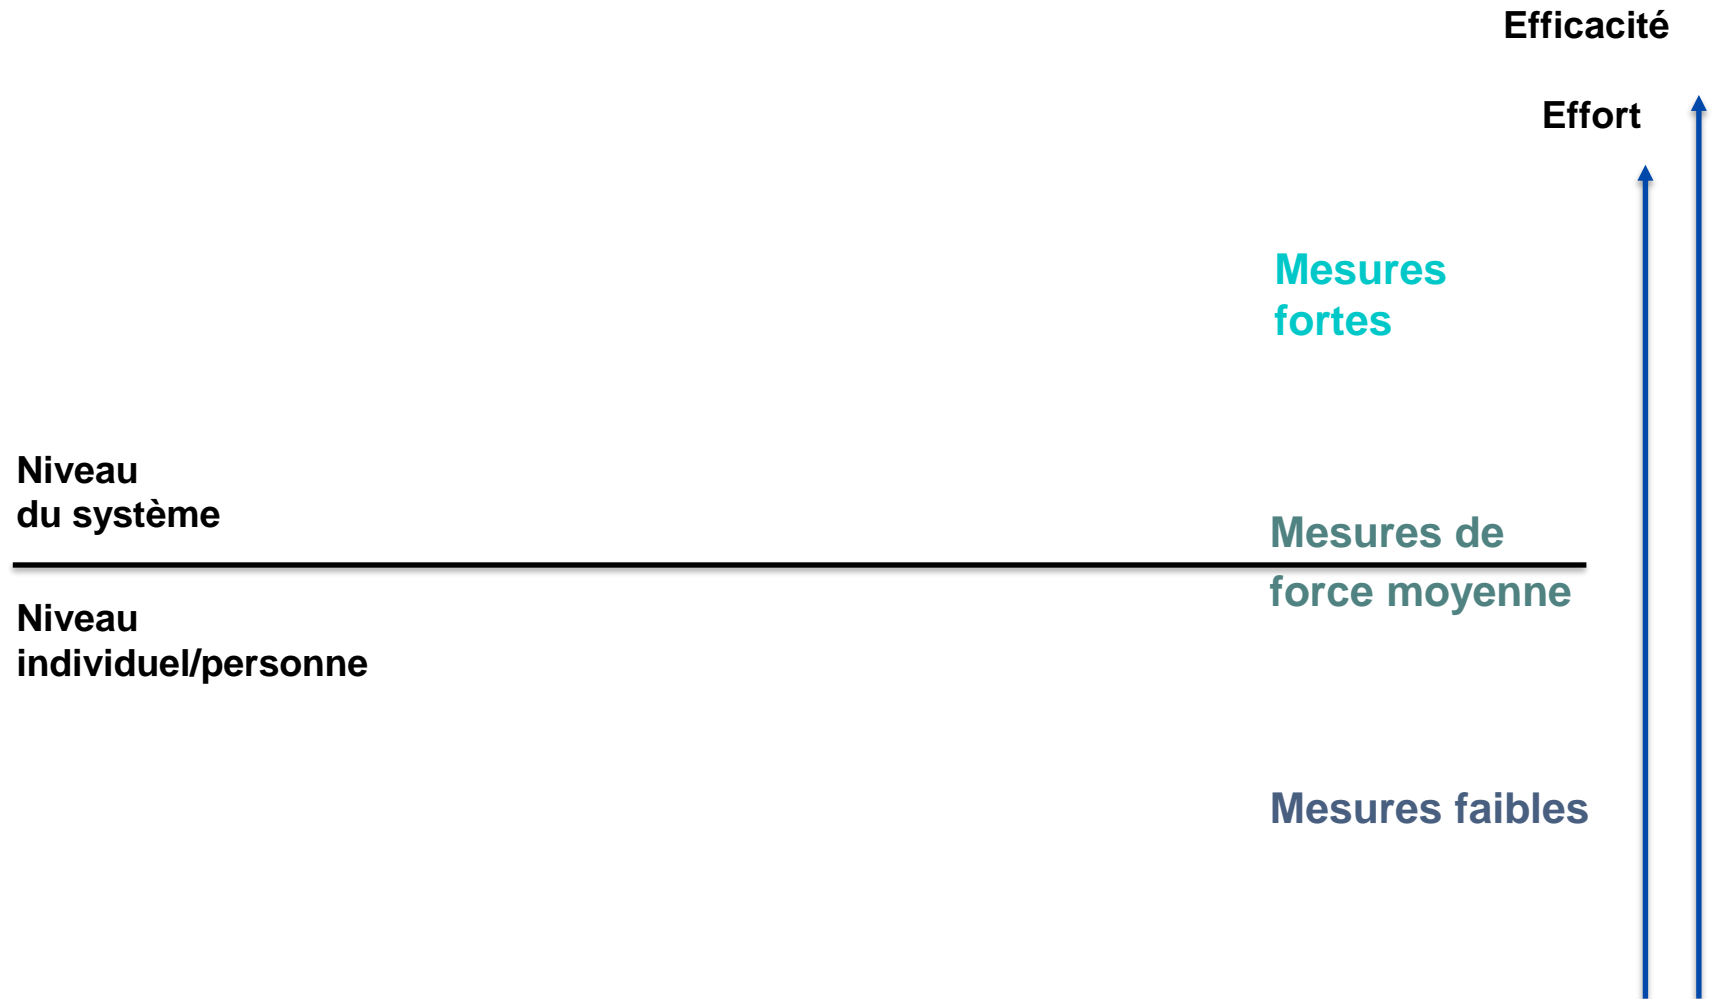 Efficacité
Effort
Mesures
fortes
Niveau
du système
Mesures de
force moyenne
Niveau
individuel/personne
Mesures faibles